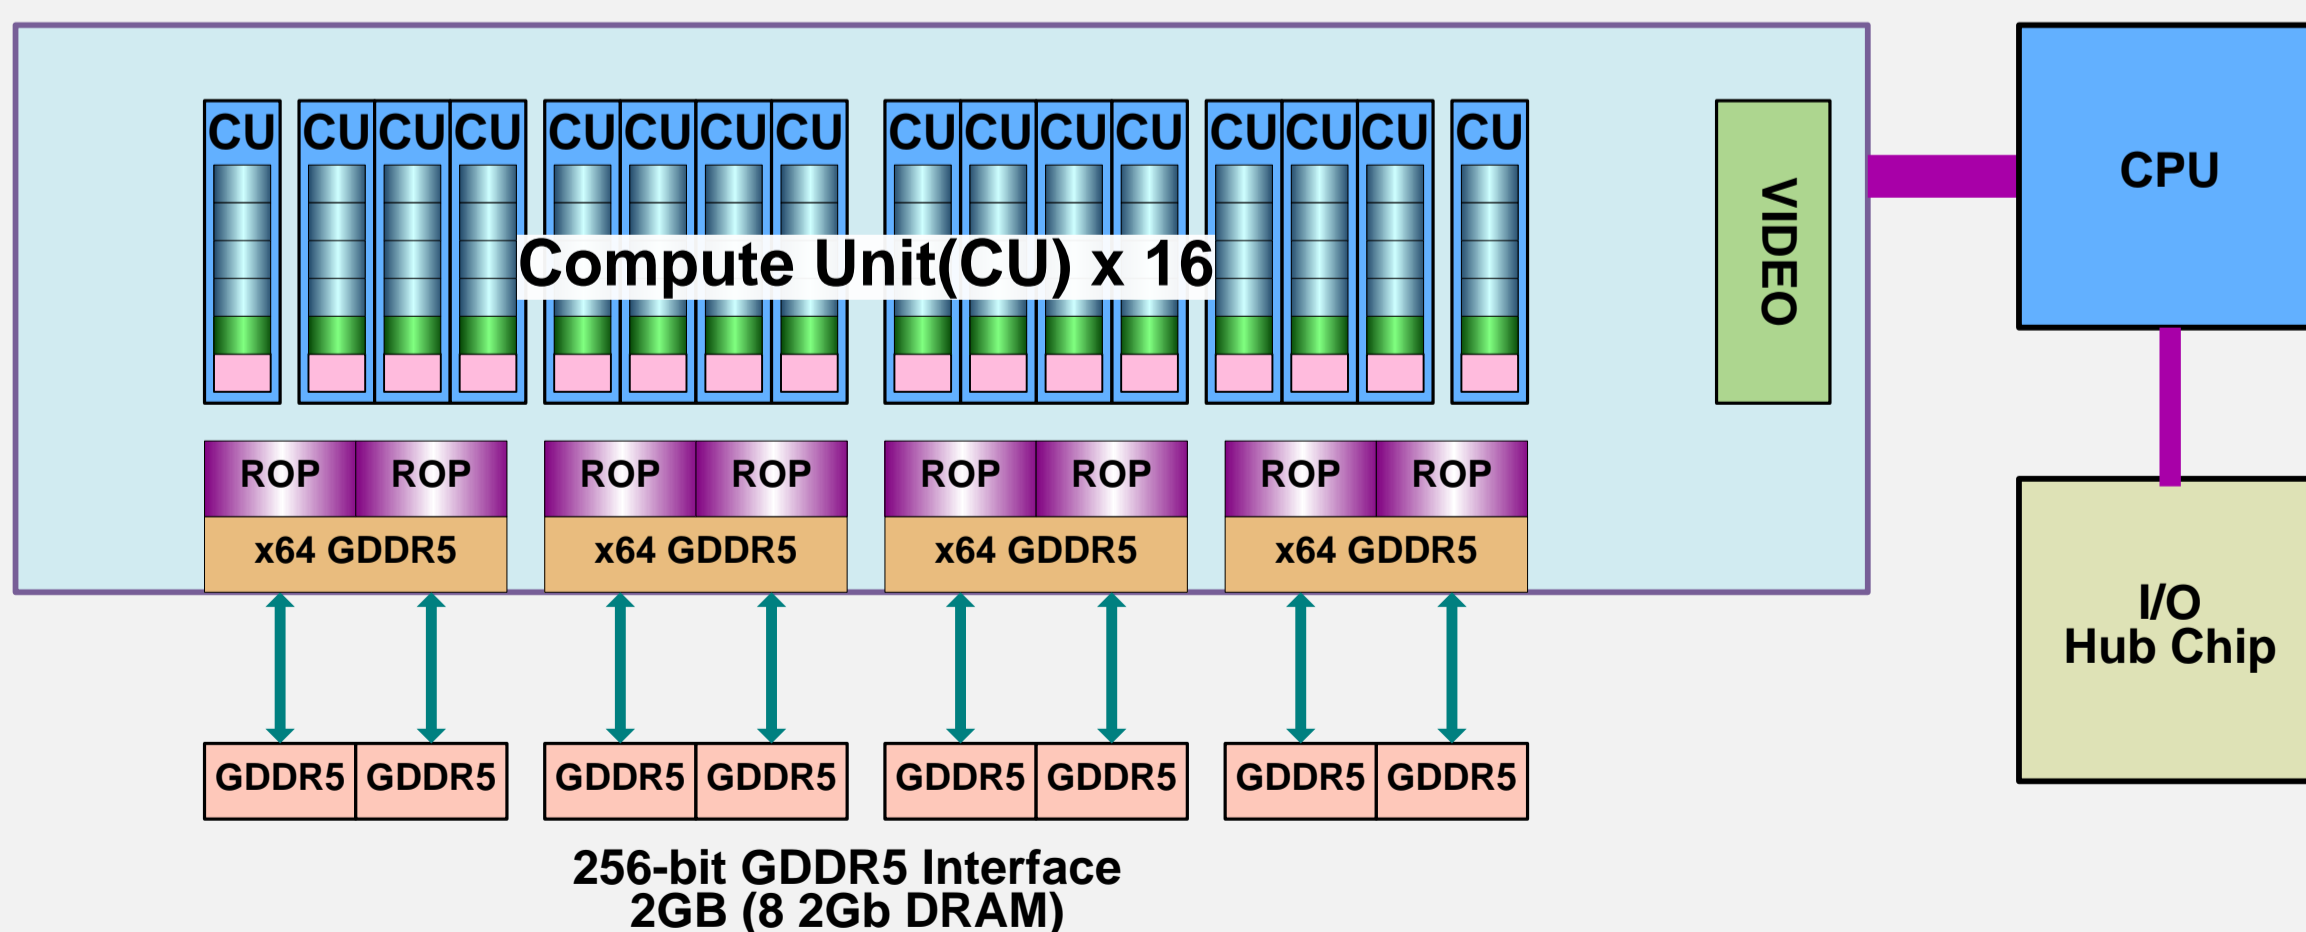 CU CU CU CU CU CU CU CU CU CU CU CU CU CU CU CU
Compute Unit(CU) x 16
VIDEO
CPU
ROP ROP ROP ROP ROP ROP ROP ROP
x64 GDDR5 x64 GDDR5 x64 GDDR5 x64 GDDR5
I/O
Hub Chip
GDDR5 GDDR5 GDDR5 GDDR5 GDDR5 GDDR5 GDDR5 GDDR5
256-bit GDDR5 Interface
2GB (8 2Gb DRAM)